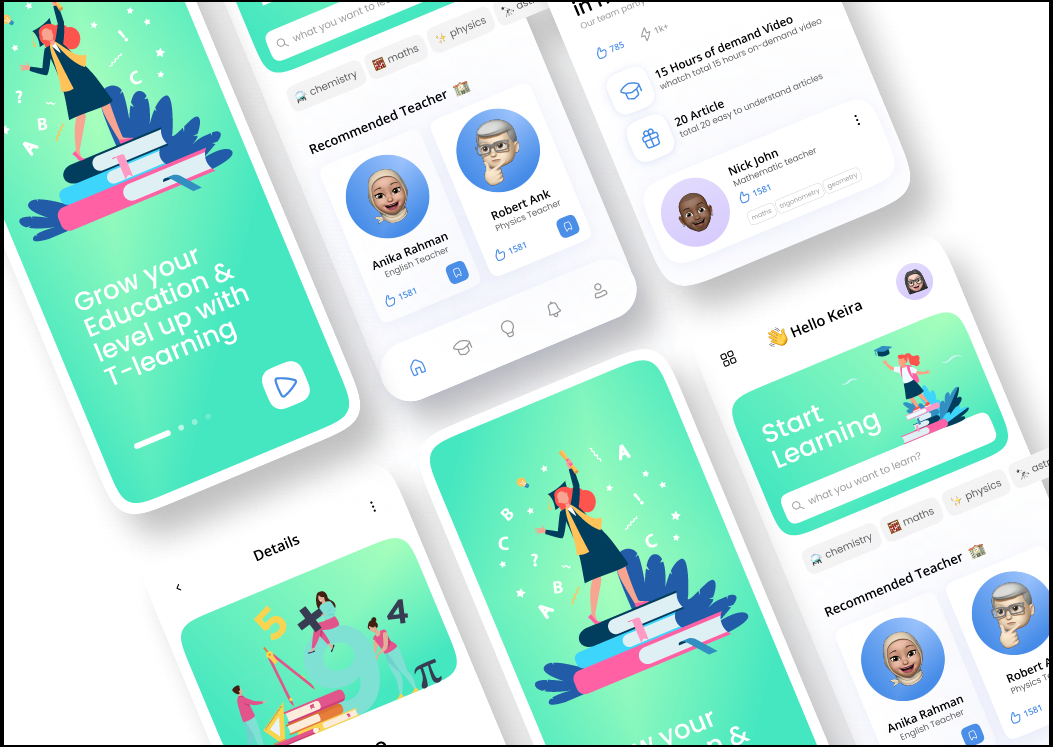 C
?
B
A
Grow your
Education &
level up with
T-learning
what you want to
chemistry
maths
physics
Recommended Teacher
Anika Rahman
English Teacher
1581
Robert Ank
Physics Teacher
1581
in
Our team
785
1k+
15 Hours of demand Video
whatch total 15 hours on-demand video
20 Article
total 20 easy to understand articles
Nick John
Mathematic teacher
1581
maths
trigonometry
geometry
Details
5 x 4
9
π
A
B
C
?
C
B
A
your
&
Hello Keira
Start
Learning
what you want to learn?
chemistry
maths
physics
Recommended Teacher
Anika Rahman
English Teacher
Robert
Physics
1581